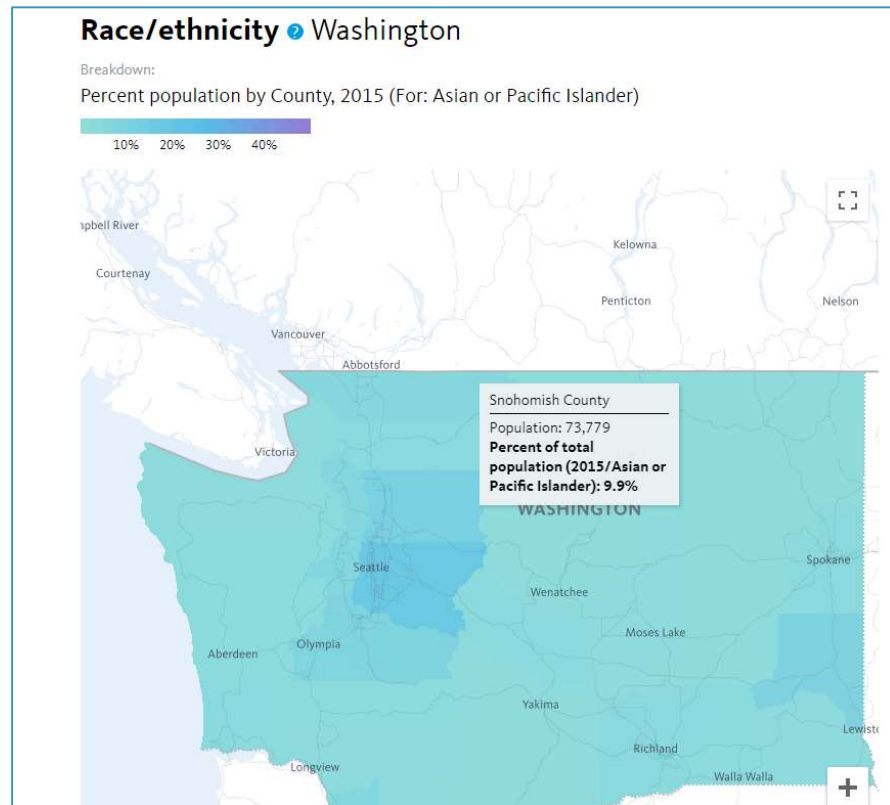 Race/ethnicity ? Washington
Breakdown:
Percent population by County, 2015 (For: Asian or Pacific Islander)
10% 20% 30% 40%
npbell River
Courtenay
Kelowna
Penticton
Nelson
Vancouver
Abbotsford
Victoria
Snohomish County
Population: 73,779
Percent of total
population (2015/Asian or
Pacific Islander): 9.9%
WASHINGTON
Seattle
Spokane
Wenatchee
Moses Lake
Olympia
Aberdeen
Yakima
Lewist
Richland
Longview
Walla Walla
+